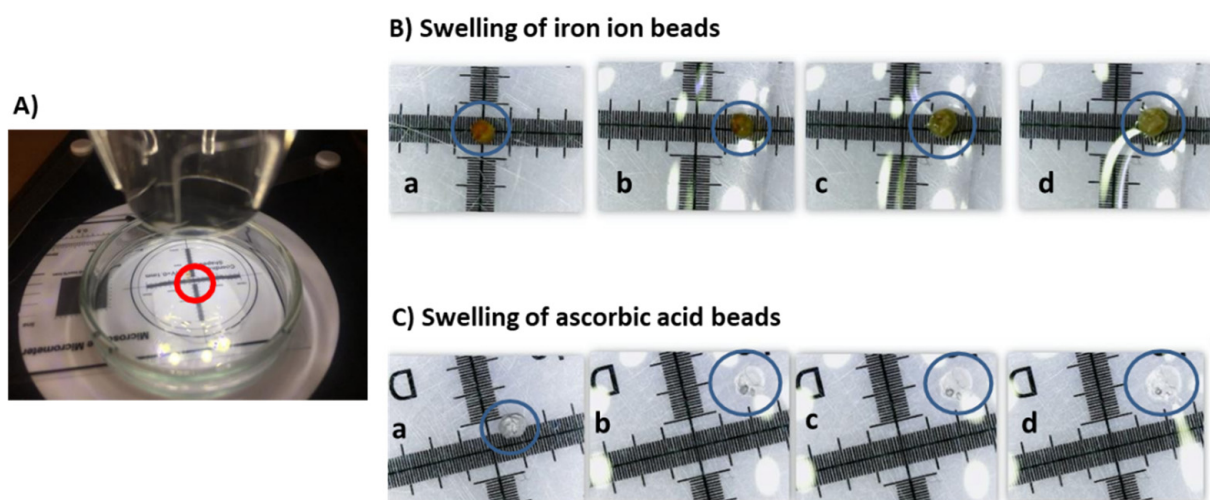 B) Swelling of iron ion beads
A)
a
b
c
d
C) Swelling of ascorbic acid beads
a
b
c
d